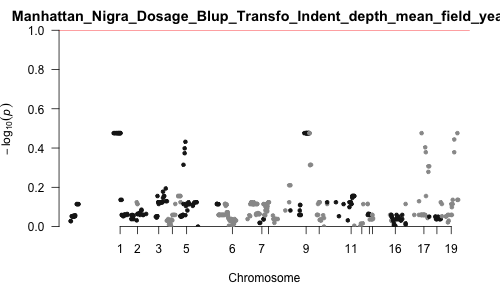 Manhattan_Nigra_Dosage_Blup_Transfo_Indent_depth_mean_field_yea
1.0
0.8
0.6
0.4
0.2
0.0
− log10(p)
1 2 3 5 6 7 9 11 16 17 19
Chromosome